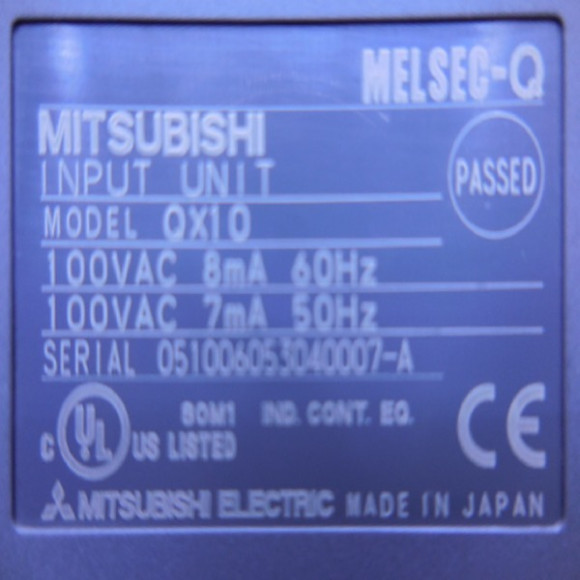 MELSEC-Q
MITSUBISHI
INPUT UNIT
PASSED
MODEL QX10
100VAC 8mA 60Hz
100VAC 7mA 50Hz
SERIAL 051006053040007-A
80M1 IND. CONT. EQ.
C UL US LISTED
CE
MITSUBISHI ELECTRIC MADE IN JAPAN